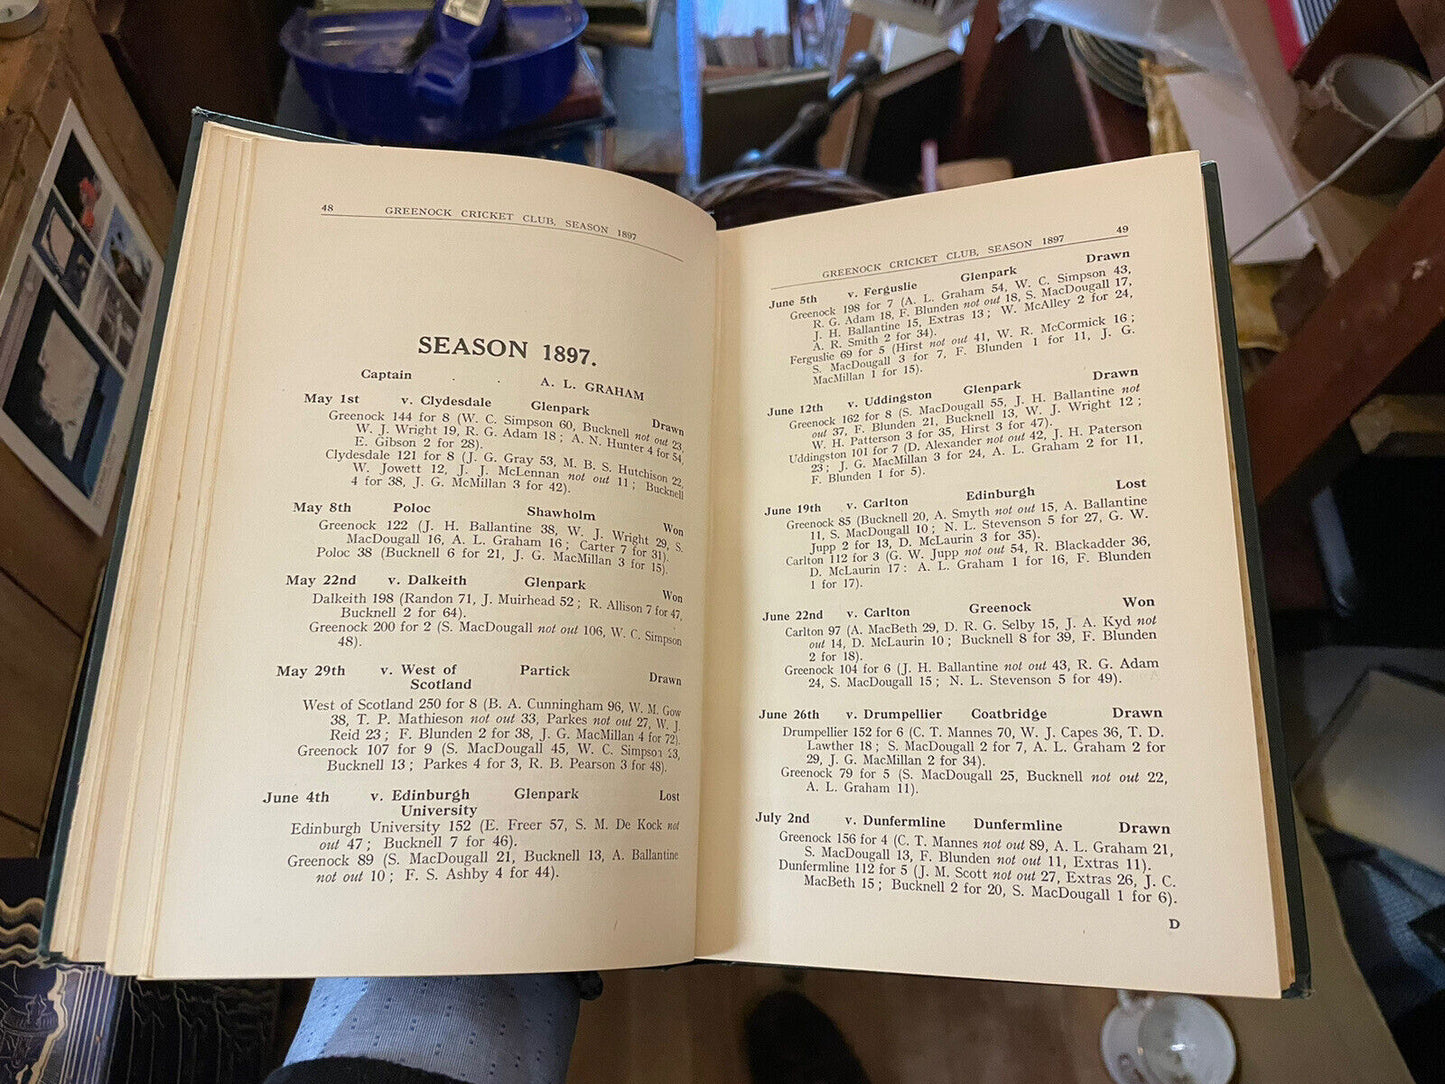 48 GREENOCK CRICKET CLUB, SEASON 1897
SEASON 1897.
Captain . . A. L. GRAHAM
May 1st v. Clydesdale Glenpark Drawn
Greenock 144 for 8 (W. C. Simpson 60, Bucknell not out 23,
W. J. Wright 19, R. G. Adam 18; A. N. Hunter 4 for 54,
E. Gibson 2 for 28).
Clydesdale 121 for 8 (J. G. Gray 53, M. B. S. Hutchison 22,
W. Jowett 12, J. J. McLennan not out 11; Bucknell
4 for 38, J. G. McMillan 3 for 42).
May 8th Poloc Shawholm Won
Greenock 122 (J. H. Ballantine 38, W. J. Wright 29, S.
MacDougall 16, A. L. Graham 16; Carter 7 for 31).
Poloc 38 (Bucknell 6 for 21, J. G. MacMillan 3 for 15).
May 22nd v. Dalkeith Glenpark Won
Dalkeith 198 (Randon 71, J. Muirhead 52; R. Allison 7 for 47,
Bucknell 2 for 64).
Greenock 200 for 2 (S. MacDougall not out 106, W. C. Simpson
48).
May 29th v. West of Partick Drawn
Scotland
West of Scotland 250 for 8 (B. A. Cunningham 96, W. M. Gow
38, T. P. Mathieson not out 33, Parkes not out 27, W. J.
Reid 23; F. Blunden 2 for 38, J. G. MacMillan 4 for 72).
Greenock 107 for 9 (S. MacDougall 45, W. C. Simpson 23,
Bucknell 13; Parkes 4 for 3, R. B. Pearson 3 for 48).
June 4th v. Edinburgh Glenpark Lost
University
Edinburgh University 152 (E. Freer 57, S. M. De Kock not
out 47; Bucknell 7 for 46).
Greenock 89 (S. MacDougall 21, Bucknell 13, A. Ballantine
not out 10; F. S. Ashby 4 for 44).
GREENOCK CRICKET CLUB, SEASON 1897 49
June 5th v. Ferguslie Glenpark Drawn
Greenock 198 for 7 (A. L. Graham 54, W. C. Simpson 43,
R. G. Adam 18, F. Blunden not out 18, S. MacDougall 17,
J. H. Ballantine 15, Extras 13; W. McAlley 2 for 24,
A. R. Smith 2 for 34).
Ferguslie 69 for 5 (Hirst not out 41, W. R. McCormick 16;
S. MacDougall 3 for 7, F. Blunden 1 for 11, J. G.
MacMillan 1 for 15).
June 12th v. Uddingston Glenpark Drawn
Greenock 162 for 8 (S. MacDougall 55, J. H. Ballantine not
out 37, F. Blunden 21, Bucknell 13, W. J. Wright 12;
W. H. Patterson 3 for 35, Hirst 3 for 47).
Uddingston 101 for 7 (D. Alexander not out 42, J. H. Paterson
23; J. G. MacMillan 3 for 24, A. L. Graham 2 for 11,
F. Blunden 1 for 5).
June 19th v. Carlton Edinburgh Lost
Greenock 85 (Bucknell 20, A. Smyth not out 15, A. Ballantine
11, S. MacDougall 10; N. L. Stevenson 5 for 27, G. W.
Jupp 2 for 13, D. McLaurin 3 for 35).
Carlton 112 for 3 (G. W. Jupp not out 54, R. Blackadder 36,
D. McLaurin 17: A. L. Graham 1 for 16, F. Blunden
1 for 17).
June 22nd v. Carlton Greenock Won
Carlton 97 (A. MacBeth 29, D. R. G. Selby 15, J. A. Kyd not
out 14, D. McLaurin 10; Bucknell 8 for 39, F. Blunden
2 for 18).
Greenock 104 for 6 (J. H. Ballantine not out 43, R. G. Adam
24, S. MacDougall 15; N. L. Stevenson 5 for 49).
June 26th v. Drumpellier Coatbridge Drawn
Drumpellier 152 for 6 (C. T. Mannes 70, W. J. Capes 36, T. D.
Lawther 18; S. MacDougall 2 for 7, A. L. Graham 2 for
29, J. G. MacMillan 2 for 34).
Greenock 79 for 5 (S. MacDougall 25, Bucknell not out 22,
A. L. Graham 11).
July 2nd v. Dunfermline Dunfermline Drawn
Greenock 156 for 4 (C. T. Mannes not out 89, A. L. Graham 21,
S. MacDougall 13, F. Blunden not out 11, Extras 11).
Dunfermline 112 for 5 (J. M. Scott not out 27, Extras 26, J. C.
MacBeth 15; Bucknell 2 for 20, S. MacDougall 1 for 6).
D